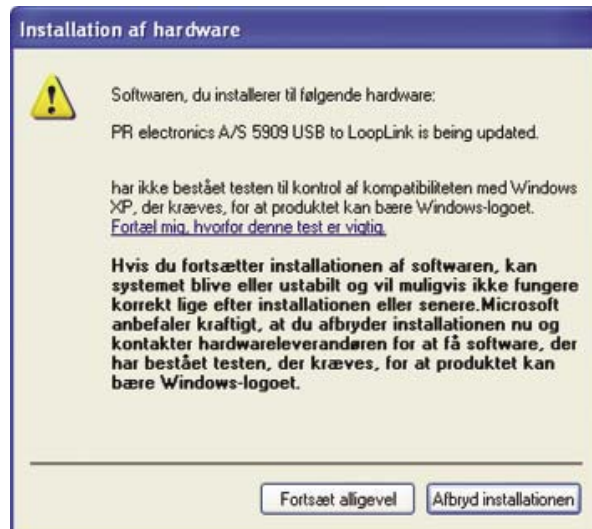 Installation af hardware
Softwaren, du installerer til følgende hardware:
PR electronics A/S 5909 USB to LoopLink is being updated.
har ikke bestået testen til kontrol af kompatibiliteten med Windows
XP, der kræves, for at produktet kan bære Windows-logoet.
Fortæl mig, hvorfor denne test er vigtig.
Hvis du fortsætter installationen af softwaren, kan
systemet blive eller ustabilt og vil muligvis ikke fungere
korrekt lige efter installationen eller senere.Microsoft
anbefaler kraftigt, at du afbryder installationen nu og
kontakter hardwareleverandøren for at få software, der
har bestået testen, der kræves, for at produktet kan
bære Windows-logoet.
Fortsæt alligevel
Afbryd installationen